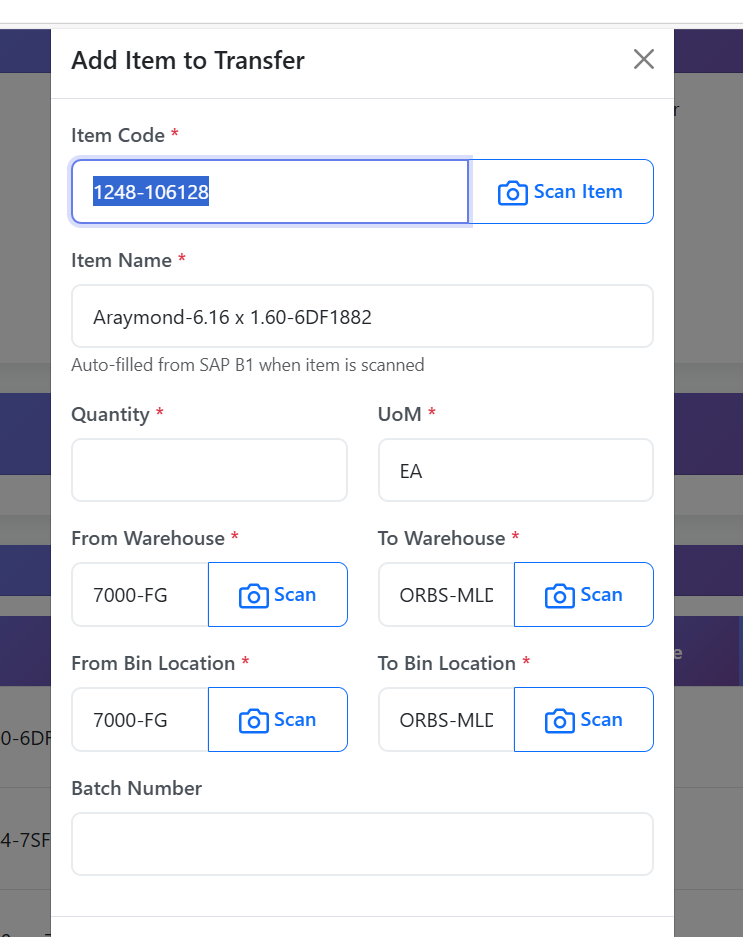 Add Item to Transfer
Item Code *
1248-106128
Scan Item
Item Name *
Araymond-6.16 x 1.60-6DF1882
Auto-filled from SAP B1 when item is scanned
Quantity *
UoM *
EA
From Warehouse *
To Warehouse *
7000-FG
Scan
ORBS-MLD
Scan
From Bin Location *
To Bin Location *
7000-FG
Scan
ORBS-MLD
Scan
Batch Number
r
e
0-6DF
4-7SF